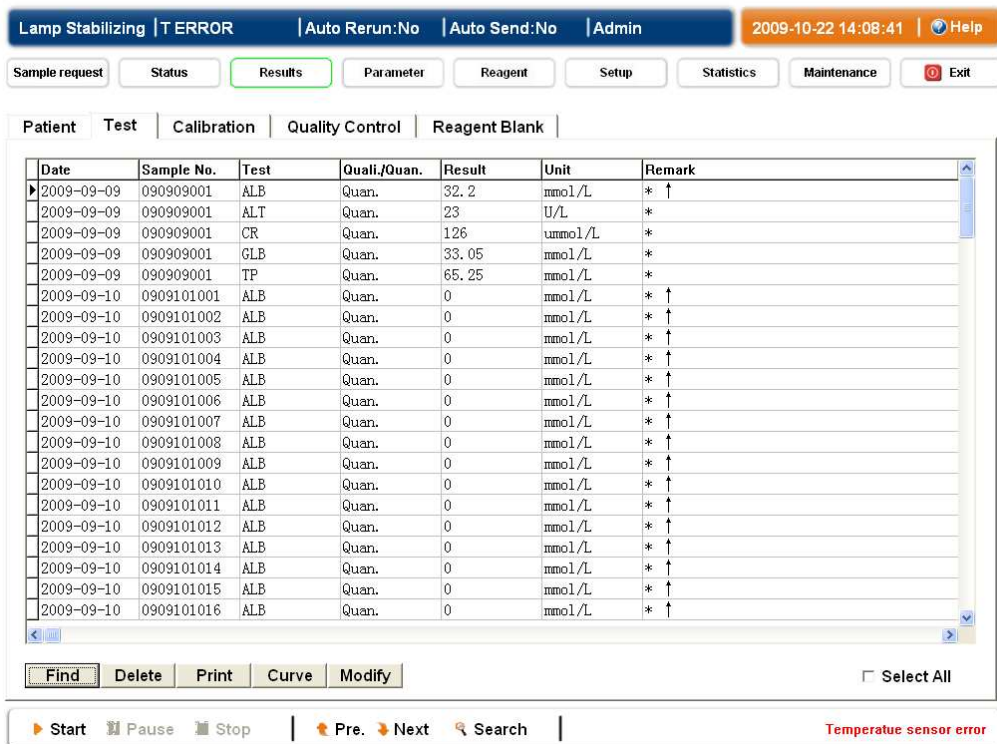 Lamp Stabilizing |T ERROR |Auto Rerun:No |Auto Send:No |Admin 2009-10-22 14:08:41 | Help
Sample request Status Results Parameter Reagent Setup Statistics Maintenance Exit
Patient Test Calibration Quality Control Reagent Blank
Date Sample No. Test Quali./Quan. Result Unit Remark
2009-09-09 090909001 ALB Quan. 32.2 mmol/L * ↑
2009-09-09 090909001 ALT Quan. 23 U/L *
2009-09-09 090909001 CR Quan. 126 ummol/L *
2009-09-09 090909001 GLB Quan. 33.05 mmol/L *
2009-09-09 090909001 TP Quan. 65.25 mmol/L *
2009-09-10 0909101001 ALB Quan. 0 mmol/L * ↑
2009-09-10 0909101002 ALB Quan. 0 mmol/L * ↑
2009-09-10 0909101003 ALB Quan. 0 mmol/L * ↑
2009-09-10 0909101004 ALB Quan. 0 mmol/L * ↑
2009-09-10 0909101005 ALB Quan. 0 mmol/L * ↑
2009-09-10 0909101006 ALB Quan. 0 mmol/L * ↑
2009-09-10 0909101007 ALB Quan. 0 mmol/L * ↑
2009-09-10 0909101008 ALB Quan. 0 mmol/L * ↑
2009-09-10 0909101009 ALB Quan. 0 mmol/L * ↑
2009-09-10 0909101010 ALB Quan. 0 mmol/L * ↑
2009-09-10 0909101011 ALB Quan. 0 mmol/L * ↑
2009-09-10 0909101012 ALB Quan. 0 mmol/L * ↑
2009-09-10 0909101013 ALB Quan. 0 mmol/L * ↑
2009-09-10 0909101014 ALB Quan. 0 mmol/L * ↑
2009-09-10 0909101015 ALB Quan. 0 mmol/L * ↑
2009-09-10 0909101016 ALB Quan. 0 mmol/L * ↑
Find Delete Print Curve Modify Select All
Start Pause Stop | Pre. Next Search | Temperatue sensor error